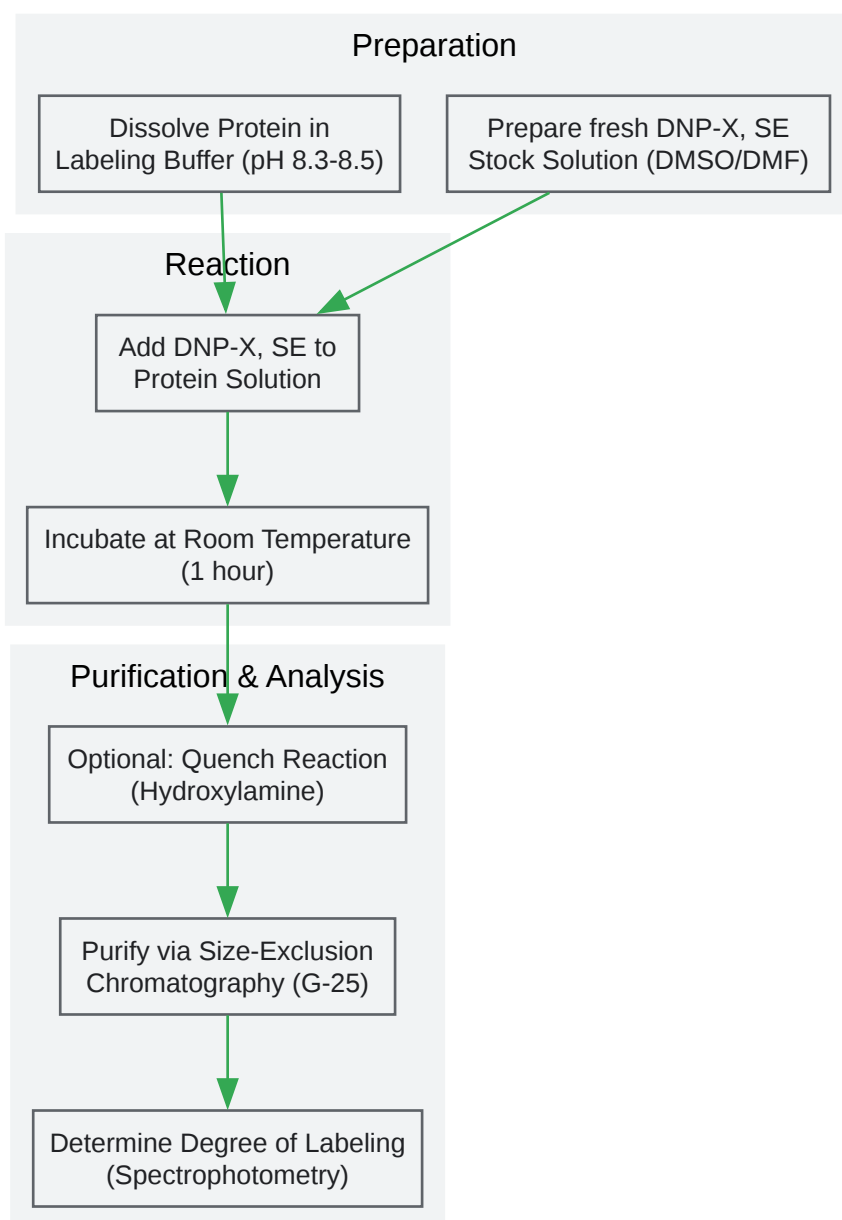 Preparation
Dissolve Protein in
Labeling Buffer (pH 8.3-8.5)
Prepare fresh DNP-X, SE
Stock Solution (DMSO/DMF)
Reaction
Add DNP-X, SE to
Protein Solution
Incubate at Room Temperature
(1 hour)
Purification & Analysis
Optional: Quench Reaction
(Hydroxylamine)
Purify via Size-Exclusion
Chromatography (G-25)
Determine Degree of Labeling
(Spectrophotometry)